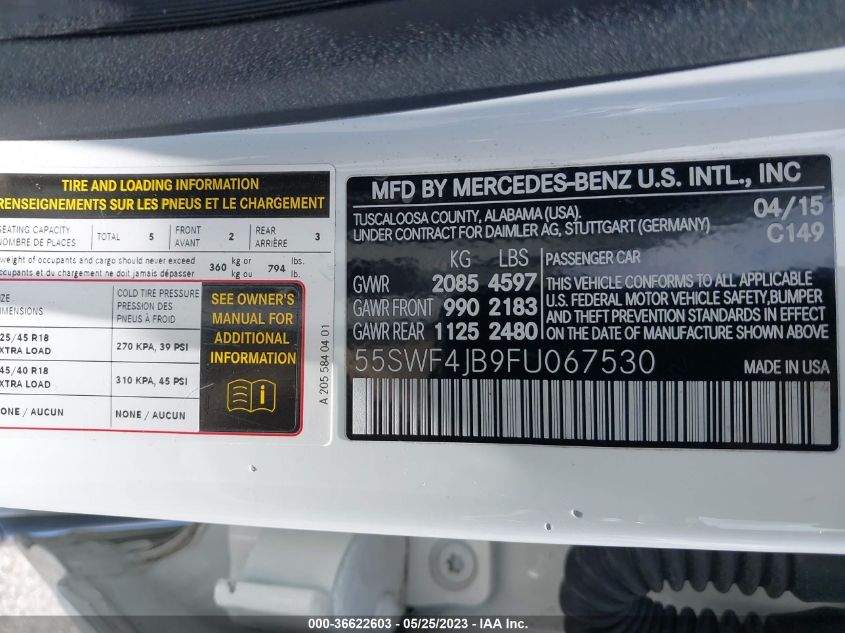 TIRE AND LOADING INFORMATION
RENSEIGNEMENTS SUR LES PNEUS ET LE CHARGEMENT
SEATING CAPACITY
NOMBRE DE PLACES
TOTAL 5
FRONT
AVANT
2
REAR
ARRIÈRE
3
weight of occupants and cargo should never exceed
occupants et du chargement ne doit jamais dépasser
360 kg or
kg ou
794 lbs.
lb.
SIZE
DIMENSIONS
COLD TIRE PRESSURE
PRESSION DES
PNEUS À FROID
25/45 R18
EXTRA LOAD
270 KPA, 39 PSI
45/40 R18
EXTRA LOAD
310 KPA, 45 PSI
NONE / AUCUN
NONE / AUCUN
SEE OWNER'S
MANUAL FOR
ADDITIONAL
INFORMATION
A 205 584 04 01
MFD BY MERCEDES-BENZ U.S. INTL., INC
TUSCALOOSA COUNTY, ALABAMA (USA).
UNDER CONTRACT FOR DAIMLER AG, STUTTGART (GERMANY)
04/15
C149
KG LBS
GVWR 2085 4597
GAWR FRONT 990 2183
GAWR REAR 1125 2480
PASSENGER CAR
THIS VEHICLE CONFORMS TO ALL APPLICABLE
U.S. FEDERAL MOTOR VEHICLE SAFETY, BUMPER
AND THEFT PREVENTION STANDARDS IN EFFECT
ON THE DATE OF MANUFACTURE SHOWN ABOVE
55SWF4JB9FU067530
000-36622603 - 05/25/2023 - IAA Inc.